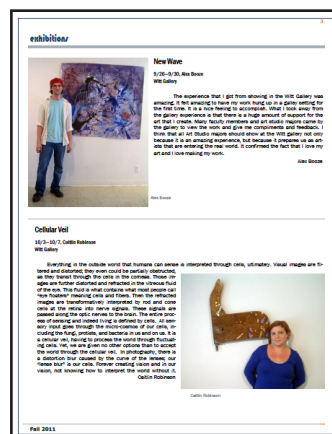 3
exhibitions
New Wave
9/26–9/30, Alex Booze
Witt Gallery
The experience that I got from showing in the Witt Gallery was
amazing. It felt amazing to have my work hung up in a galley setting for
the first time. It is a nice feeling to accomplish. What I took away from
the gallery experience is that there is a huge amount of support for the
art that I create. Many faculty members and art studio majors came by
the gallery to view the work and give me compliments and feedback. I
think that all Art Studio majors should show at the Witt Gallery not only
because it is an amazing experience, but because it prepares us as art-
ists that are entering the real world. It confirmed the fact that I love my
art and I love making my work.
Alex Booze
Alex Booze
Cellular Veil
10/3—10/7, Caitlin Robinson
Witt Gallery
Everything in the outside world that humans can sense is interpreted through cells, ultimately. Visual images are fil-
tered and distorted; they even could be partially obstructed,
as they transit through the cells in the corneas. Those im-
ages are further distorted and refracted in the vitreous fluid
of the eye. This fluid is what contains what most people call
"eye floaters" meaning cells and fibers. Then the refracted
images are transformatively interpreted by rod and cone
cells at the retina into nerve signals. These signals are
passed along the optic nerves to the brain. The entire proc-
ess of sensing and indeed living is defined by cells. All sen-
sory input goes through the micro-cosms of our cells, in-
cluding the fungi, protists, and bacteria in us and on us. It is
a cellular veil, having to process the world through fluctuat-
ing cells. Yet, we are given no other options than to accept
the world through the cellular veil. In photography, there is
a distortion blur caused by the curve of the lenses; our
"sense blur" is our cells. Forever creating vision and in our
vision, not knowing how to interpret the world without it.
Caitlin Robinson
Caitlin Robinson
Fall 2011